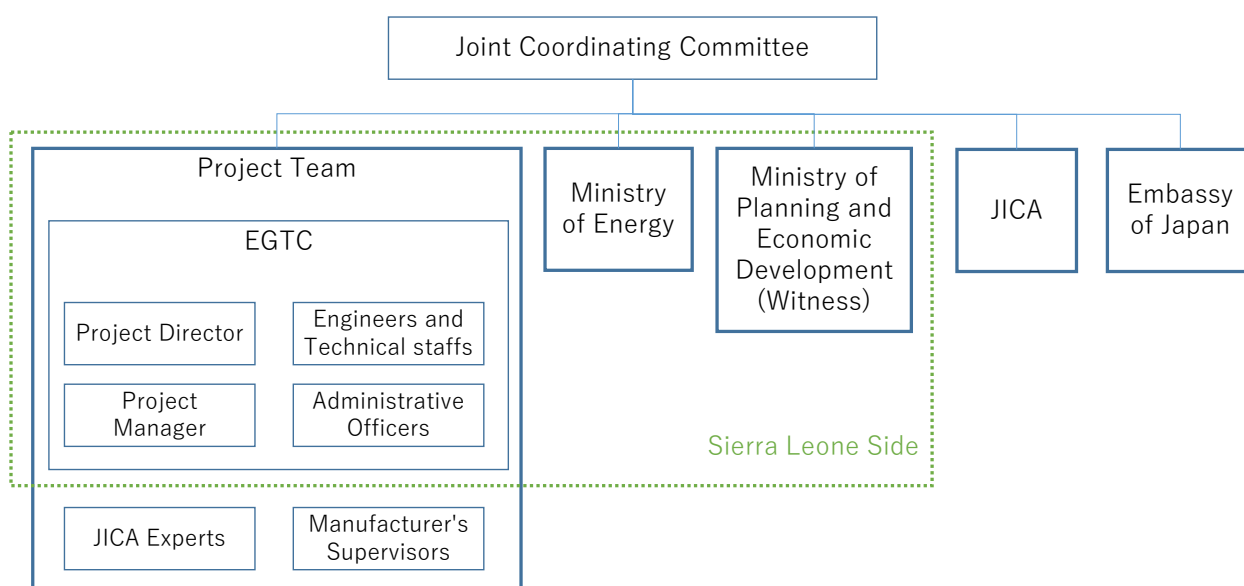 Joint Coordinating Committee
Project Team
EGTC
Project Director
Engineers and
Technical staffs
Project
Manager
Administrative
Officers
JICA Experts
Manufacturer's
Supervisors
Ministry
of Energy
Ministry of
Planning and
Economic
Development
(Witness)
JICA
Embassy
of Japan
Sierra Leone Side